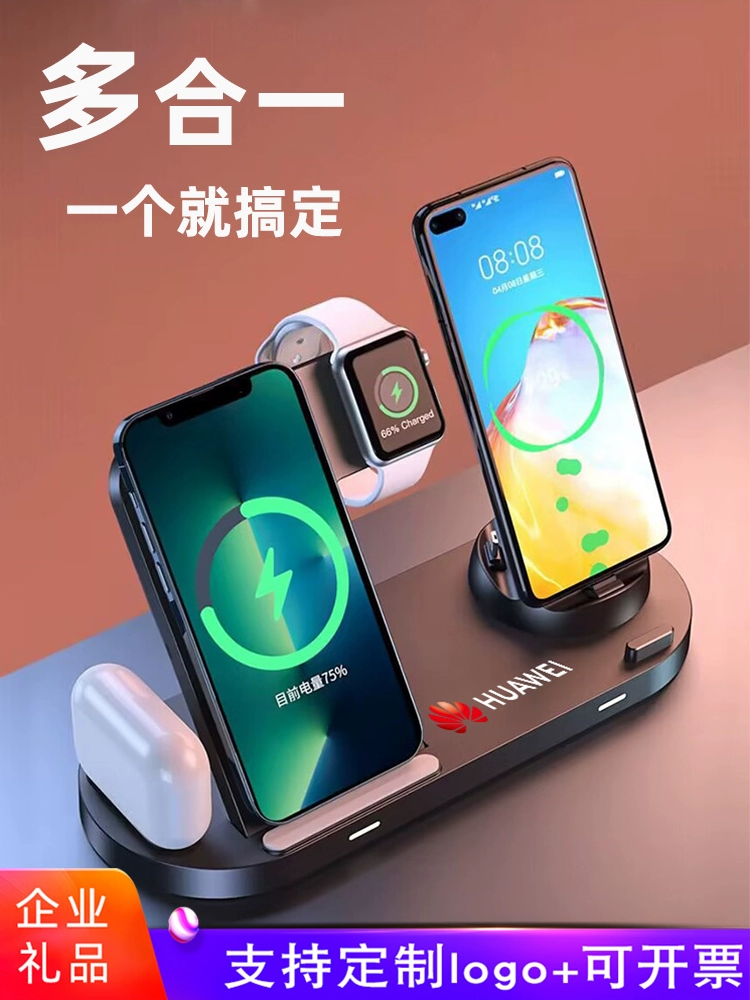 多合一
一个就搞定
08:08
04月08日星期三
66% Charged
目前电量75%
HUAWEI
企业
礼品
支持定制logo+可开票